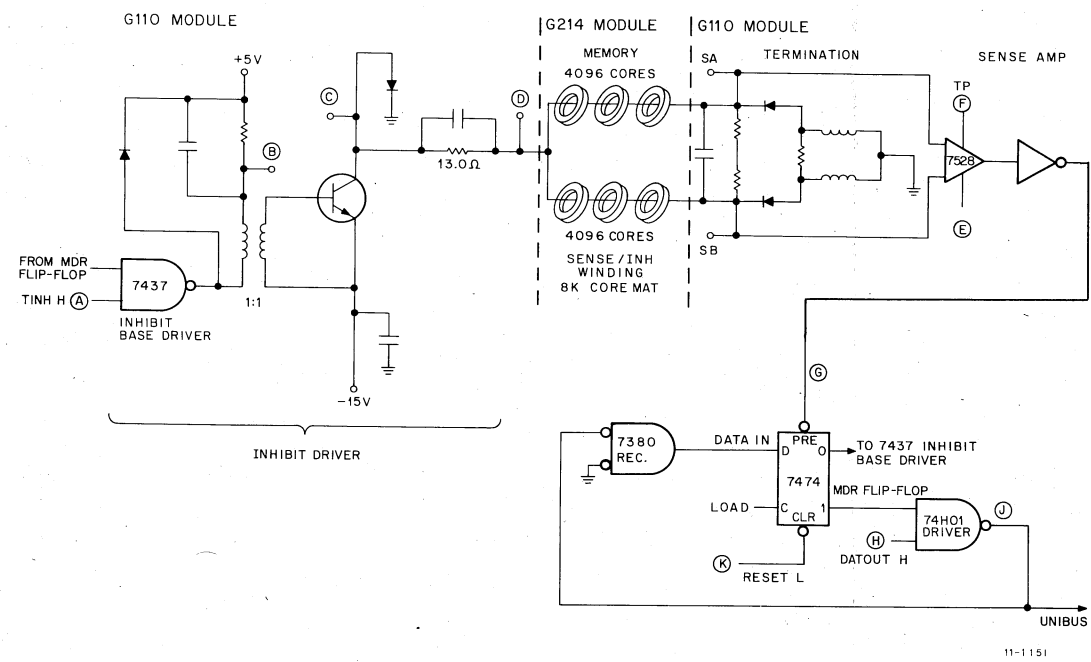 G110 MODULE
G214 MODULE
G110 MODULE
MEMORY
4096 CORES
TERMINATION
SENSE AMP
+5V
SA
TP
F
C
D
B
13.0Ω
7528
E
4096 CORES
SENSE/INH
WINDING
8K CORE MAT
SB
FROM MDR
FLIP-FLOP
7437
TINH H A
1:1
INHIBIT
BASE DRIVER
-15V
INHIBIT DRIVER
G
7380
REC.
DATA IN
PRE
D
O
TO 7437 INHIBIT
BASE DRIVER
7474
MDR FLIP-FLOP
LOAD
C
1
CLR
74H01
DRIVER
J
H
DATOUT H
K
RESET L
UNIBUS
11-1151